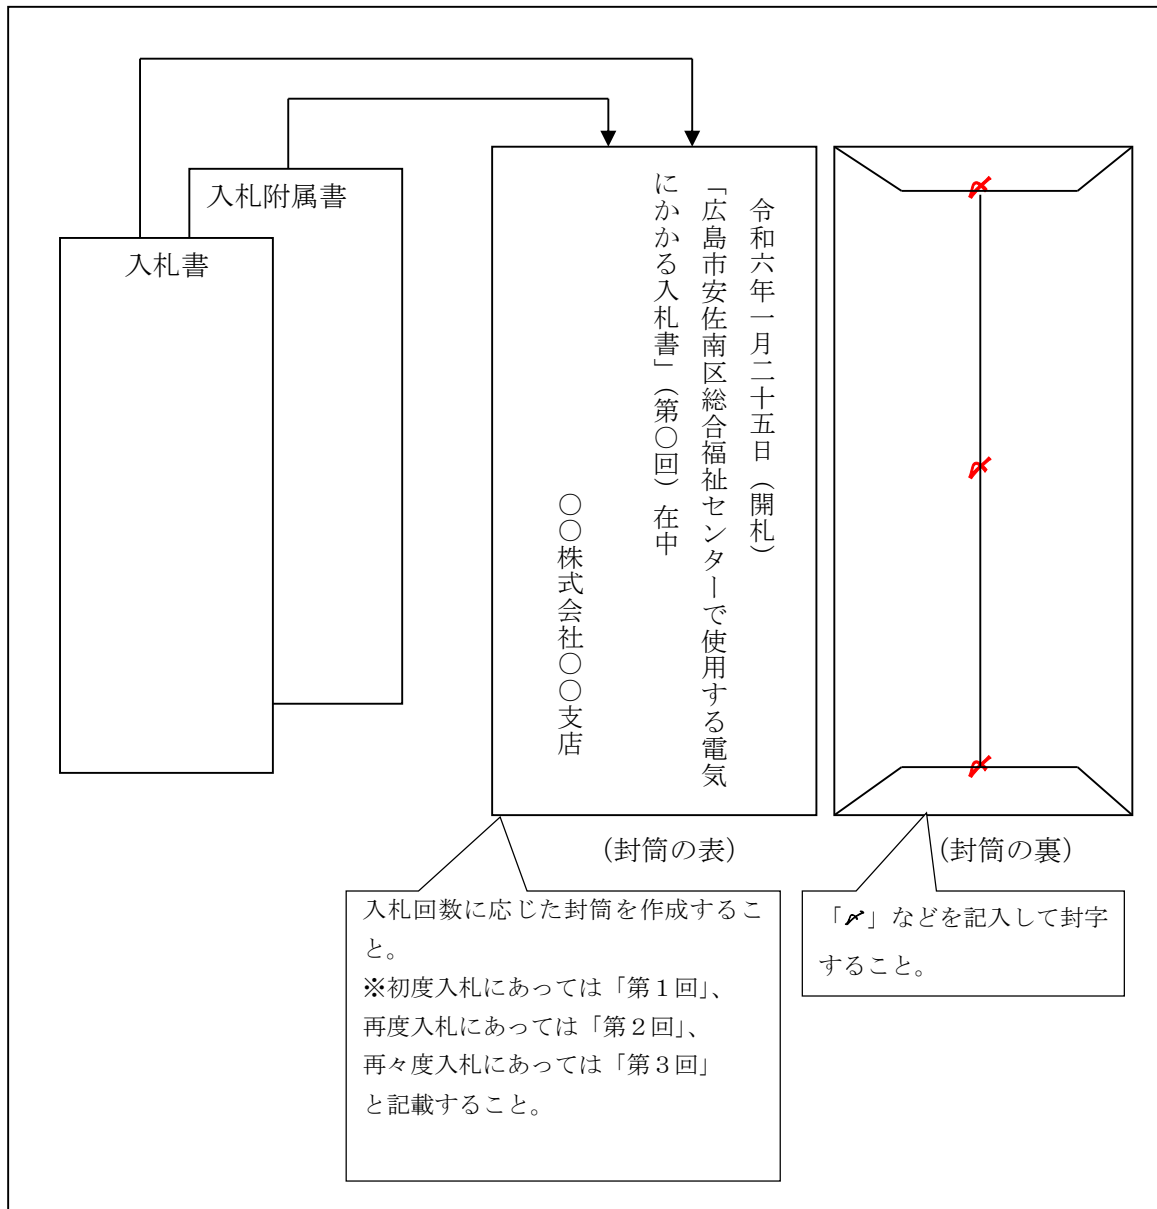 入札附属書
入札書
令和六年一月二十五日（開札）
「広島市安佐南区総合福祉センターで使用する電気
にかかる入札書」（第〇回）在中
〇〇株式会社〇〇支店
〆
〆
〆
(封筒の表)
(封筒の裏)
入札回数に応じた封筒を作成するこ
と。
※初度入札にあっては「第１回」、
再度入札にあっては「第２回」、
再々度入札にあっては「第３回」
と記載すること。
「〆」などを記入して封字
すること。